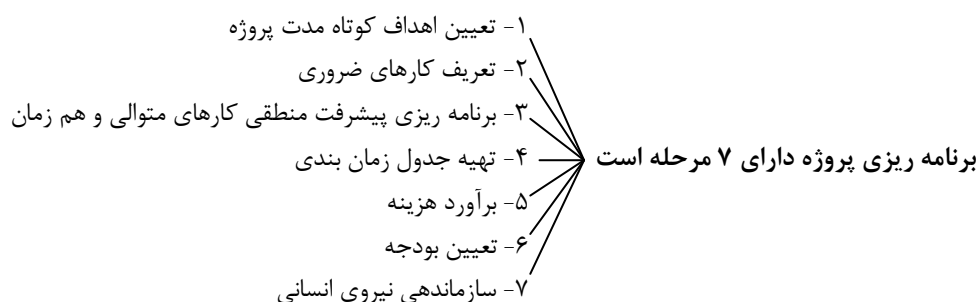 برنامه ریزی پروژه دارای ۷ مرحله است
۱- تعیین اهداف کوتاه مدت پروژه
۲- تعریف کارهای ضروری
۳- برنامه ریزی پیشرفت منطقی کارهای متوالی و هم زمان
۴- تهیه جدول زمان بندی
۵- برآورد هزینه
۶- تعیین بودجه
۷- سازماندهی نیروی انسانی